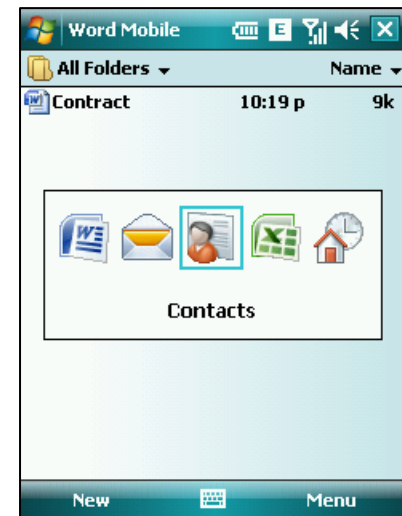 Word Mobile E
All Folders Name
Contract 10:19 p 9k
Contacts
New Menu